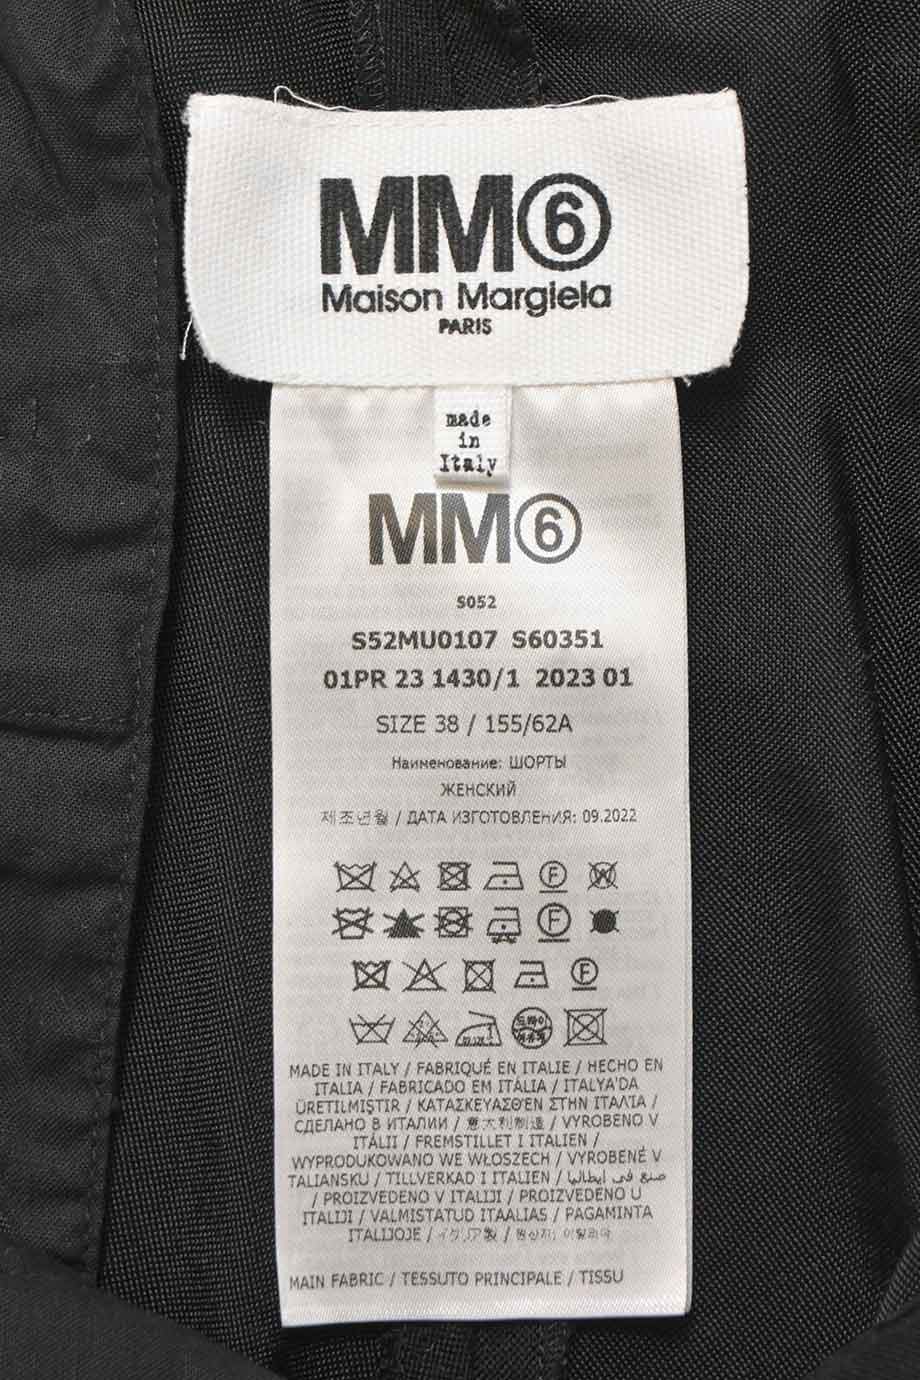 MM6
Maison Margiela
PARIS
made
in
Italy
MM6
S052
S52MU0107 S60351
01PR 23 1430/1 2023 01
SIZE 38 / 155/62A
Наименование: ШОРТЫ
ЖЕНСКИЙ
제조년월 / ДАТА ИЗГОТОВЛЕНИЯ: 09.2022
MADE IN ITALY / FABRIQUÉ EN ITALIE / HECHO EN
ITALIA / FABRICADO EM ITÁLIA / ITALYA'DA
ÜRETILMIŞTIR / ΚΑΤΑΣΚΕΥΑΣΘΕΝ ΣΤΗΝ ΙΤΑΛΊΑ /
СДЕЛАНО В ИТАЛИИ / 意大利制造 / VYROBENO V
ITÁLII / FREMSTILLET I ITALIEN /
WYPRODUKOWANO WE WŁOSZECH / VYROBENÉ V
TALIANSKU / TILLVERKAD I ITALIEN / صنع في إيطاليا
/ PROIZVEDENO V ITALIJI / PROIZVEDENO U
ITALIJI / VALMISTATUD ITAALIAS / PAGAMINTA
ITALIJOJE / イタリア製 / 원산지: 이탈리아
MAIN FABRIC / TESSUTO PRINCIPALE / TISSU